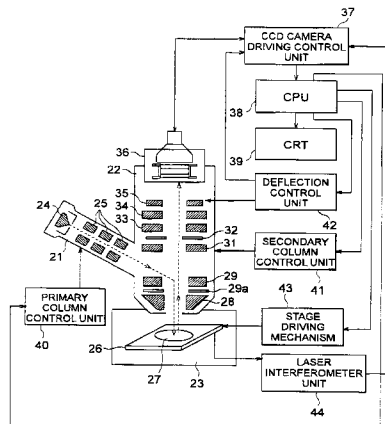 37
CCD CAMERA
DRIVING CONTROL
UNIT
CPU
38
CRT
39
DEFLECTION
CONTROL
UNIT
42
SECONDARY
COLUMN
CONTROL UNIT
41
43
STAGE
DRIVING
MECHANISM
LASER
INTERFEROMETER
UNIT
44
36
22
35
34
33
32
31
25
24
21
29
29a
28
PRIMARY
COLUMN
CONTROL UNIT
40
26
27
23